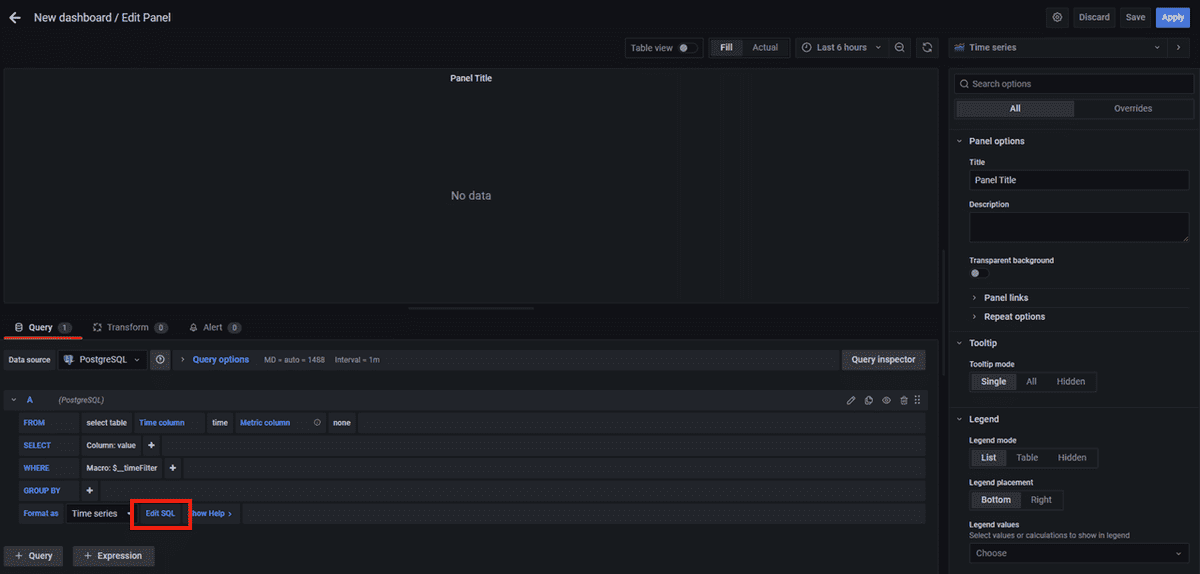 New dashboard / Edit Panel
Discard
Save
Apply
Table view
Fill
Actual
Last 6 hours
Time series
Panel Title
No data
Search options
All
Overrides
Panel options
Title
Panel Title
Description
Transparent background
Panel links
Repeat options
Tooltip
Tooltip mode
Single All Hidden
Legend
Legend mode
List Table Hidden
Legend placement
Bottom Right
Legend values
Select values or calculations to show in legend
Choose
Query 1
Transform 0
Alert 0
Data source PostgreSQL Query options MD = auto = 1488 Interval = 1m Query inspector
A (PostgreSQL)
FROM select table Time column time Metric column none
SELECT Column: value +
WHERE Macro: $__timeFilter +
GROUP BY +
Format as Time series Edit SQL how Help >
+ Query + Expression